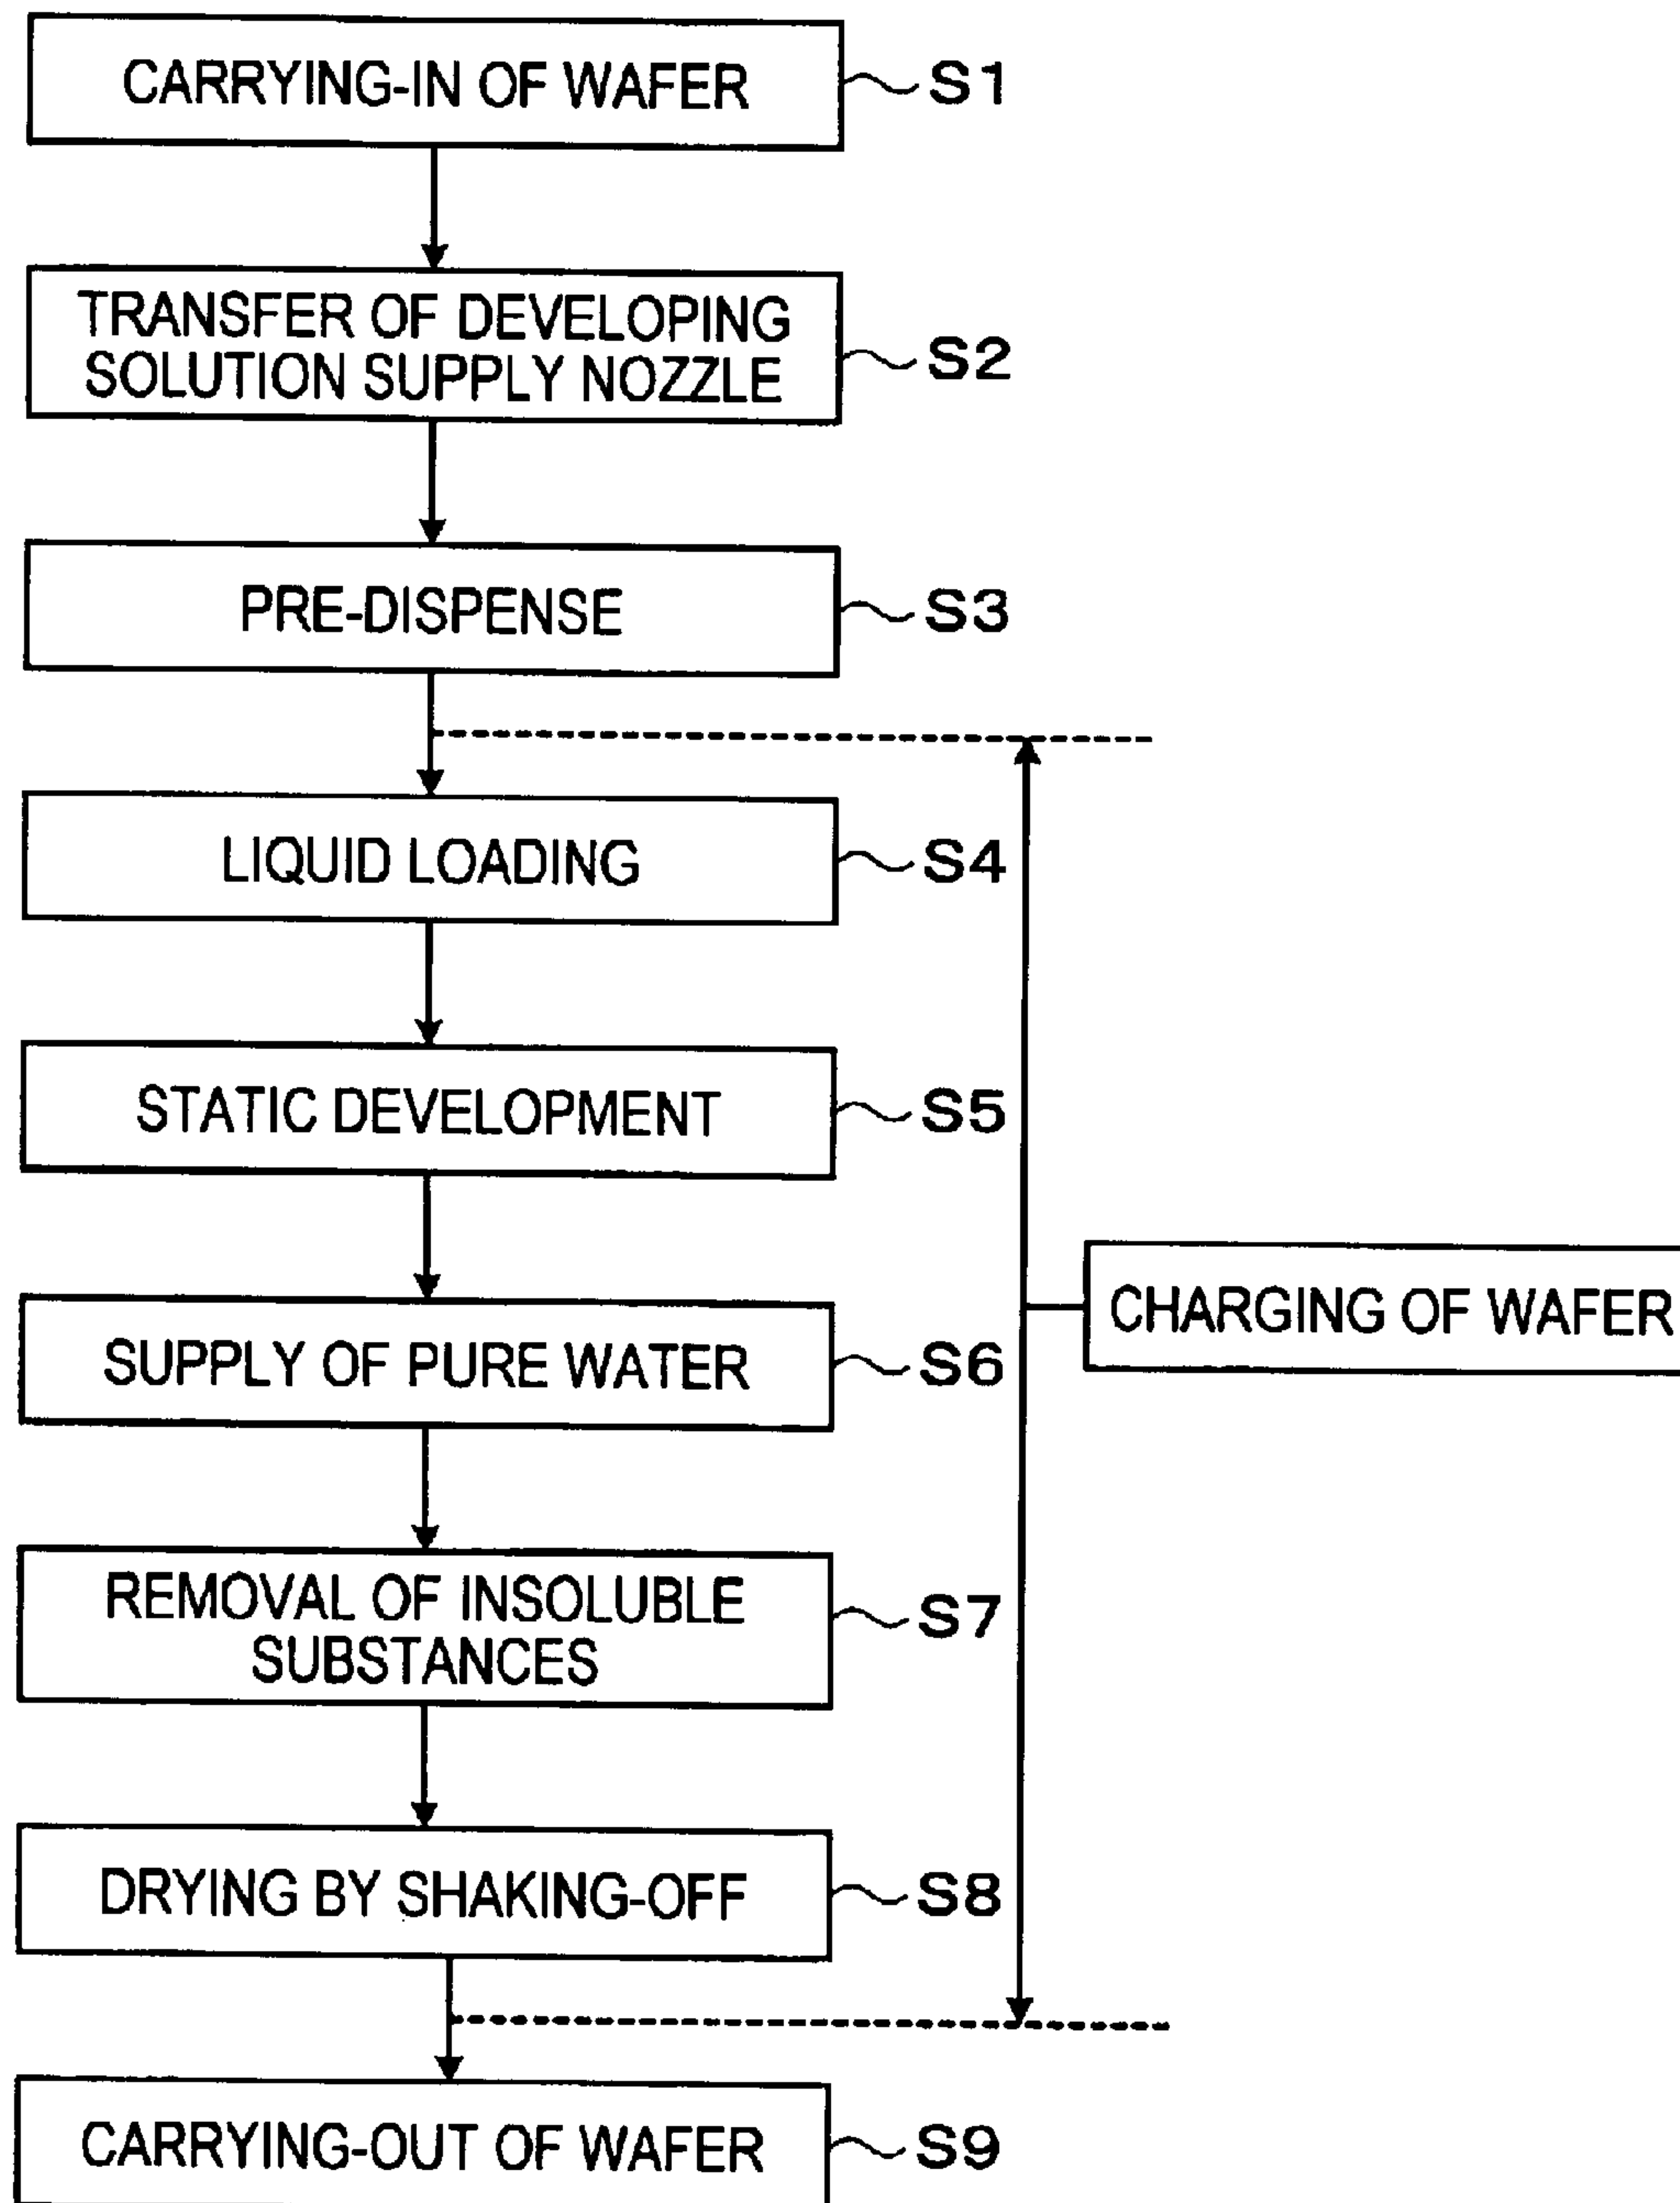 CARRYING-IN OF WAFER
S1
TRANSFER OF DEVELOPING
SOLUTION SUPPLY NOZZLE
S2
PRE-DISPENSE
S3
LIQUID LOADING
S4
STATIC DEVELOPMENT
S5
SUPPLY OF PURE WATER
S6
CHARGING OF WAFER
REMOVAL OF INSOLUBLE
SUBSTANCES
S7
DRYING BY SHAKING-OFF
S8
CARRYING-OUT OF WAFER
S9